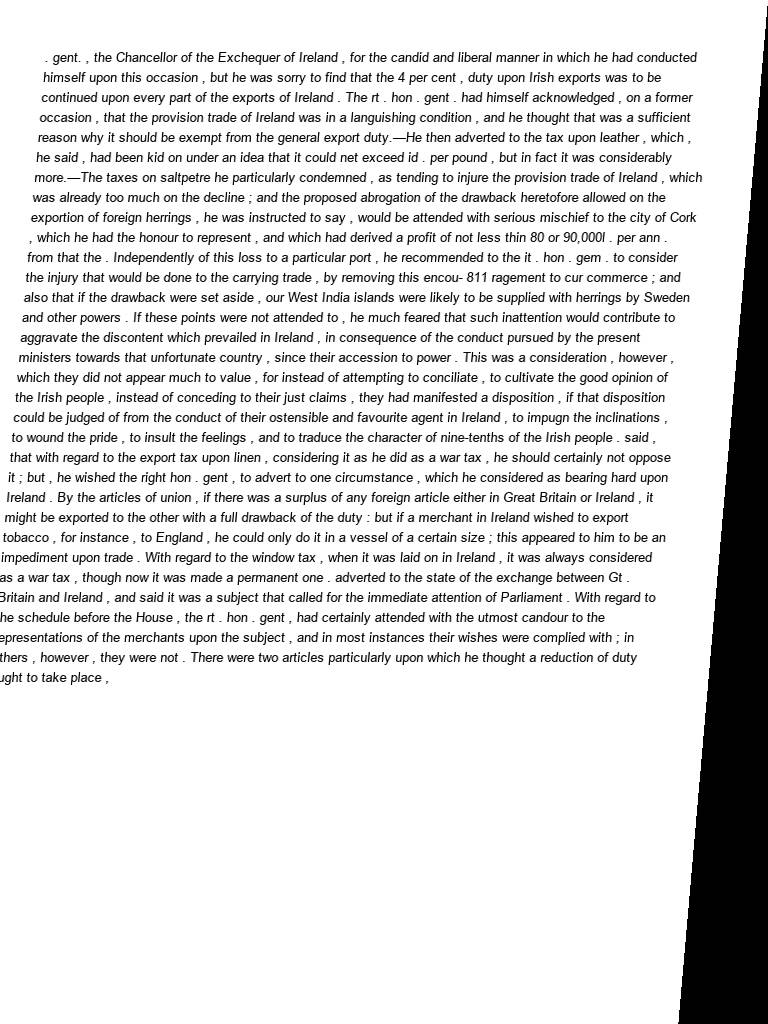 . gent. , the Chancellor of the Exchequer of Ireland , for the candid and liberal manner in which he had conducted
himself upon this occasion , but he was sorry to find that the 4 per cent , duty upon Irish exports was to be
continued upon every part of the exports of Ireland . The rt . hon . gent . had himself acknowledged , on a former
occasion , that the provision trade of Ireland was in a languishing condition , and he thought that was a sufficient
reason why it should be exempt from the general export duty.—He then adverted to the tax upon leather , which ,
he said , had been kid on under an idea that it could net exceed id . per pound , but in fact it was considerably
more.—The taxes on saltpetre he particularly condemned , as tending to injure the provision trade of Ireland , which
was already too much on the decline ; and the proposed abrogation of the drawback heretofore allowed on the
exportion of foreign herrings , he was instructed to say , would be attended with serious mischief to the city of Cork
, which he had the honour to represent , and which had derived a profit of not less thin 80 or 90,000l . per ann .
from that the . Independently of this loss to a particular port , he recommended to the it . hon . gem . to consider
the injury that would be done to the carrying trade , by removing this encou- 811 ragement to cur commerce ; and
also that if the drawback were set aside , our West India islands were likely to be supplied with herrings by Sweden
and other powers . If these points were not attended to , he much feared that such inattention would contribute to
aggravate the discontent which prevailed in Ireland , in consequence of the conduct pursued by the present
ministers towards that unfortunate country , since their accession to power . This was a consideration , however ,
which they did not appear much to value , for instead of attempting to conciliate , to cultivate the good opinion of
the Irish people , instead of conceding to their just claims , they had manifested a disposition , if that disposition
could be judged of from the conduct of their ostensible and favourite agent in Ireland , to impugn the inclinations ,
to wound the pride , to insult the feelings , and to traduce the character of nine-tenths of the Irish people . said ,
that with regard to the export tax upon linen , considering it as he did as a war tax , he should certainly not oppose
it ; but , he wished the right hon . gent , to advert to one circumstance , which he considered as bearing hard upon
Ireland . By the articles of union , if there was a surplus of any foreign article either in Great Britain or Ireland , it
might be exported to the other with a full drawback of the duty : but if a merchant in Ireland wished to export
tobacco , for instance , to England , he could only do it in a vessel of a certain size ; this appeared to him to be an
impediment upon trade . With regard to the window tax , when it was laid on in Ireland , it was always considered
as a war tax , though now it was made a permanent one . adverted to the state of the exchange between Gt .
Britain and Ireland , and said it was a subject that called for the immediate attention of Parliament . With regard to
he schedule before the House , the rt . hon . gent , had certainly attended with the utmost candour to the
epresentations of the merchants upon the subject , and in most instances their wishes were complied with ; in
thers , however , they were not . There were two articles particularly upon which he thought a reduction of duty
ught to take place ,